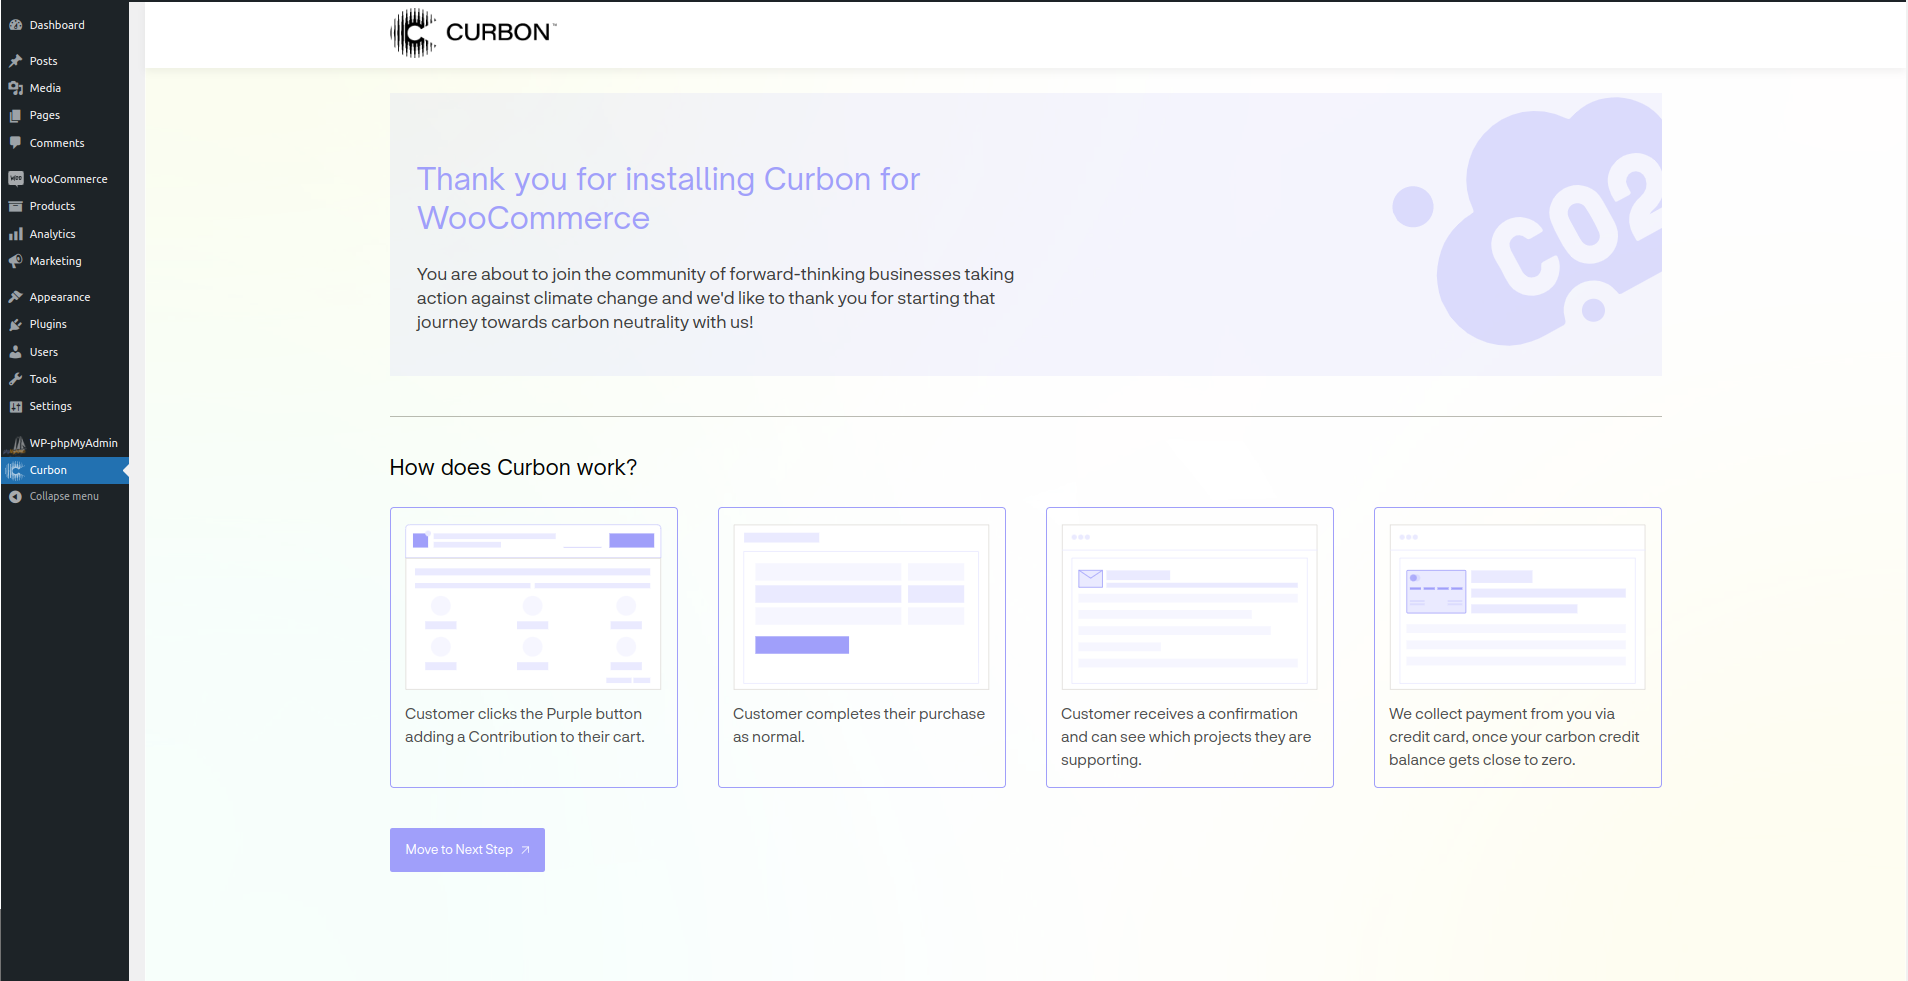 Dashboard
Posts
Media
Pages
Comments
WooCommerce
Products
Analytics
Marketing
Appearance
Plugins
Users
Tools
Settings
WP-phpMyAdmin
Curbon
Collapse menu
CURBON™
Thank you for installing Curbon for
WooCommerce
You are about to join the community of forward-thinking businesses taking
action against climate change and we'd like to thank you for starting that
journey towards carbon neutrality with us!
CO2
How does Curbon work?
Customer clicks the Purple button
adding a Contribution to their cart.
Customer completes their purchase
as normal.
Customer receives a confirmation
and can see which projects they are
supporting.
We collect payment from you via
credit card, once your carbon credit
balance gets close to zero.
Move to Next Step